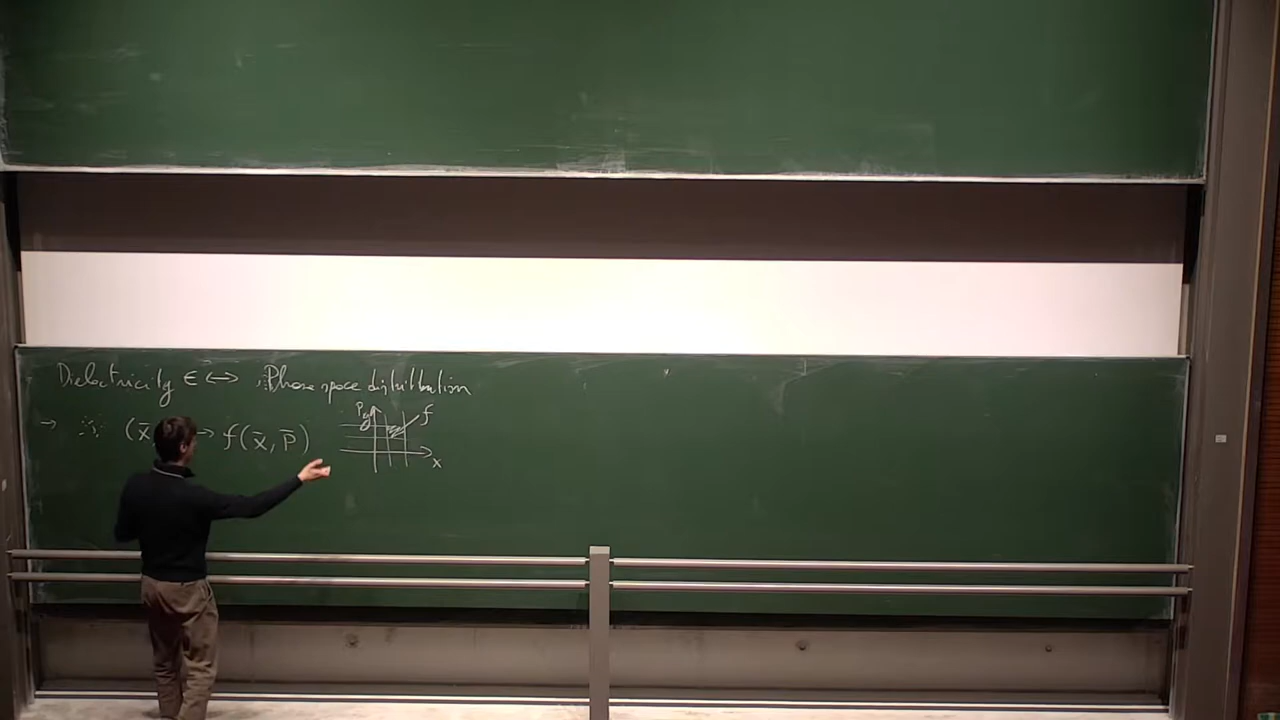 Dielectricity ϵ ↔ Phase space distribution
→ (x̄, → f(x̄, p̄)
f
x